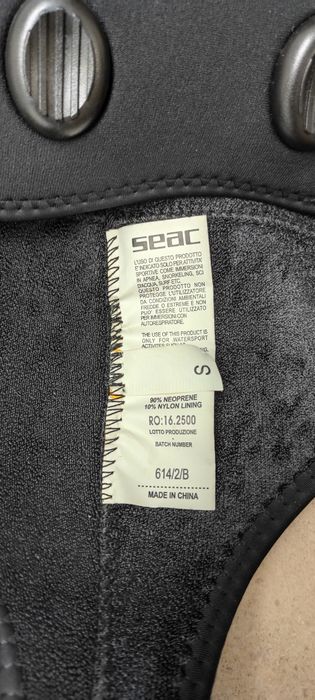 seac
L'USO DI QUESTO PRODOTTO
E' INDICATO SOLO PER ATTIVITA'
SPORTIVE COME IMMERSIONI
IN APNEA, SNORKELING, SCI
D'ACQUA, SURF ETC.
QUESTO PRODOTTO NON
PROTEGGE L'UTILIZZATORE
DA CONDIZIONI AMBIENTALI
FREDDO O ESTREME E NON
PUO' ESSERE UTILIZZATO
PER IMMERSIONI CON
AUTORESPIRATORE.
THE USE OF THIS PRODUCT IS
ONLY FOR WATERSPORT
S
90% NEOPRENE
10% NYLON LINING
RO:16.2500
LOTTO PRODUZIONE
BATCH NUMBER
614/2/B
MADE IN CHINA